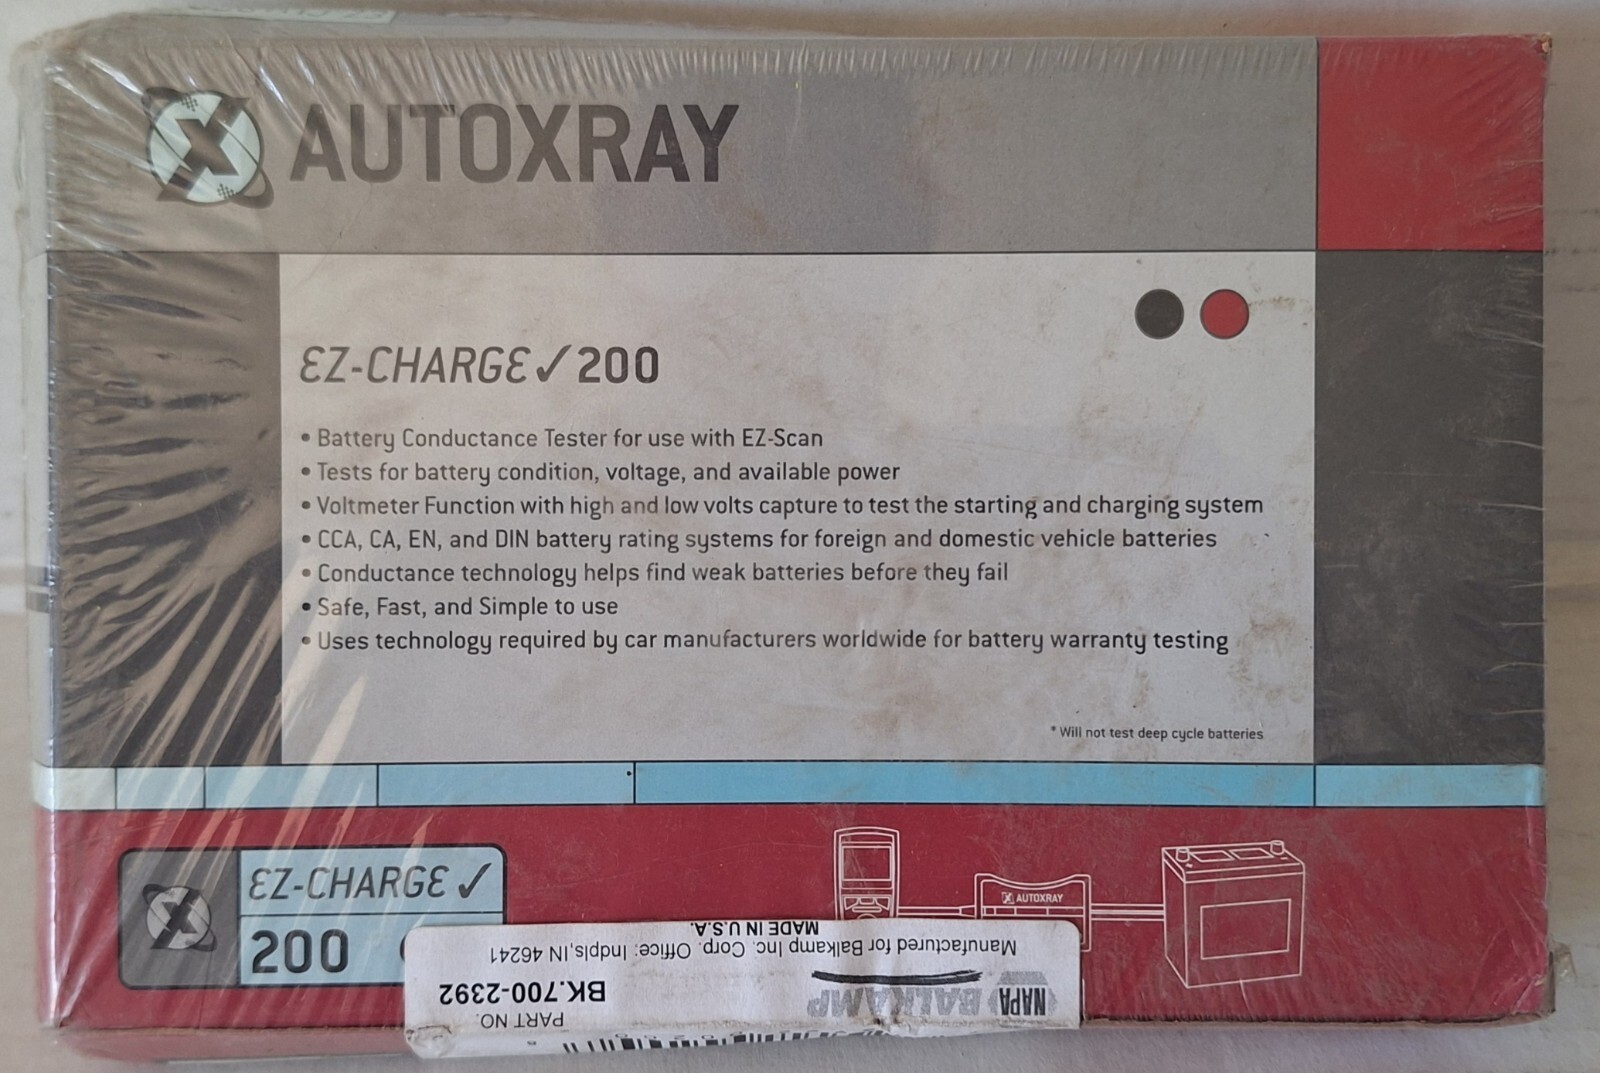 AUTOXRAY
EZ-CHARGE✓200
• Battery Conductance Tester for use with EZ-Scan
• Tests for battery condition, voltage, and available power
• Voltmeter Function with high and low volts capture to test the starting and charging system
• CCA, CA, EN, and DIN battery rating systems for foreign and domestic vehicle batteries
• Conductance technology helps find weak batteries before they fail
• Safe, Fast, and Simple to use
• Uses technology required by car manufacturers worldwide for battery warranty testing
* Will not test deep cycle batteries
EZ-CHARGE ✓
200
AUTOXRAY
NAPA BALKAMP
PART NO.
BK.700-2392
Manufactured for Balkamp Inc. Corp. Office: Indpls,IN 46241
MADE IN U.S.A.